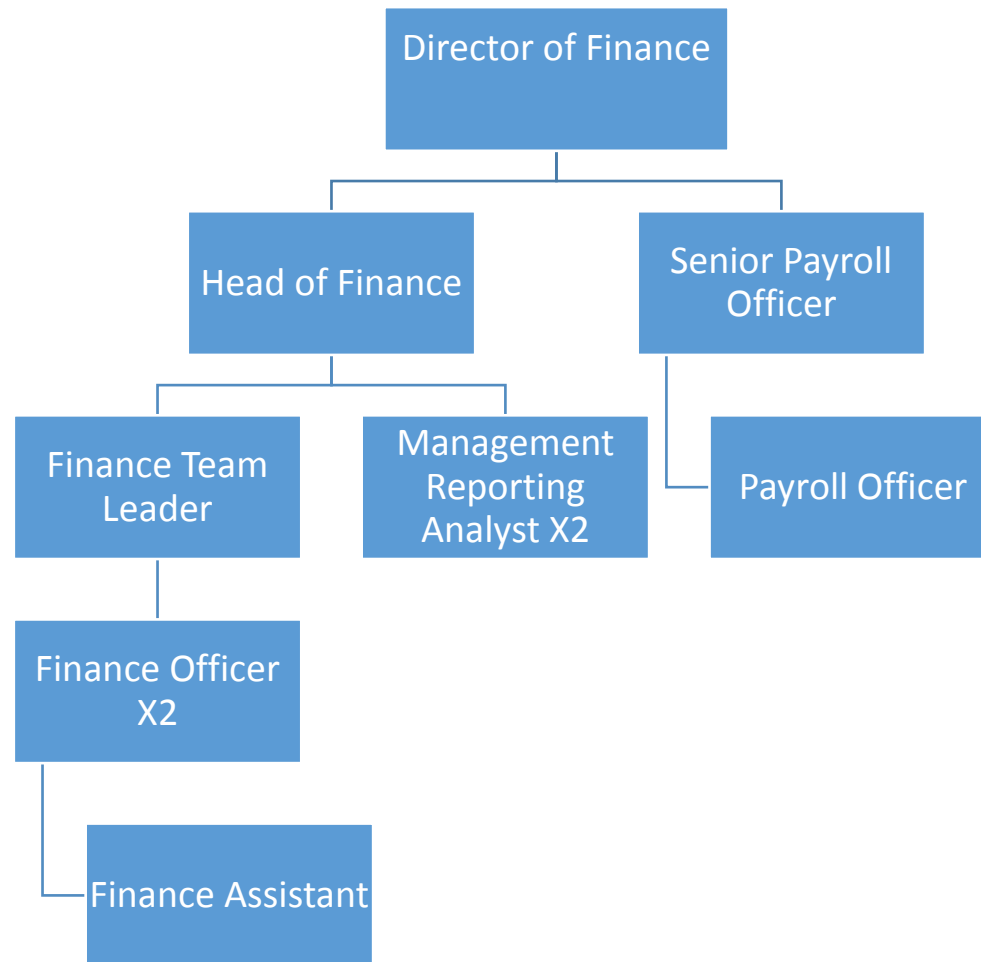 Director of Finance
Head of Finance
Senior Payroll
Officer
Finance Team
Leader
Management
Reporting
Analyst X2
Payroll Officer
Finance Officer
X2
Finance Assistant